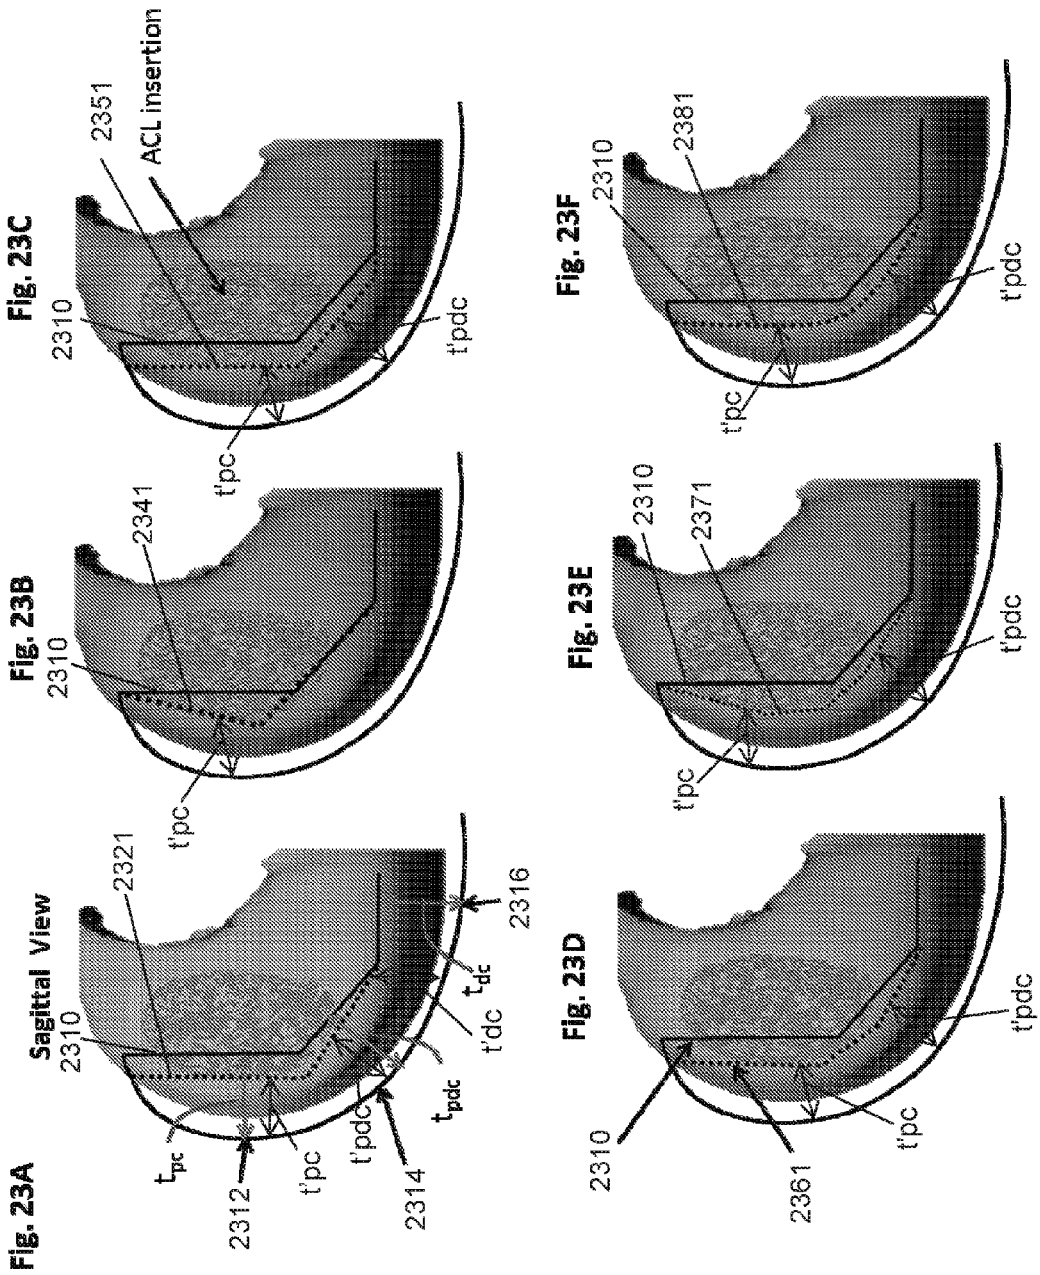 Fig. 23A
Sagittal View
2310
2321
t_pc
2312
t'pc
t'pdc
2314
t_pdc
t'dc
t_dc
2316
Fig. 23B
2310
2341
t'pc
Fig. 23C
2310
2351
ACL insertion
t'pc
t'pdc
Fig. 23D
2310
2361
t'pc
t'pdc
Fig. 23E
2310
2371
t'pc
t'pdc
Fig. 23F
2310
2381
t'pc
t'pdc